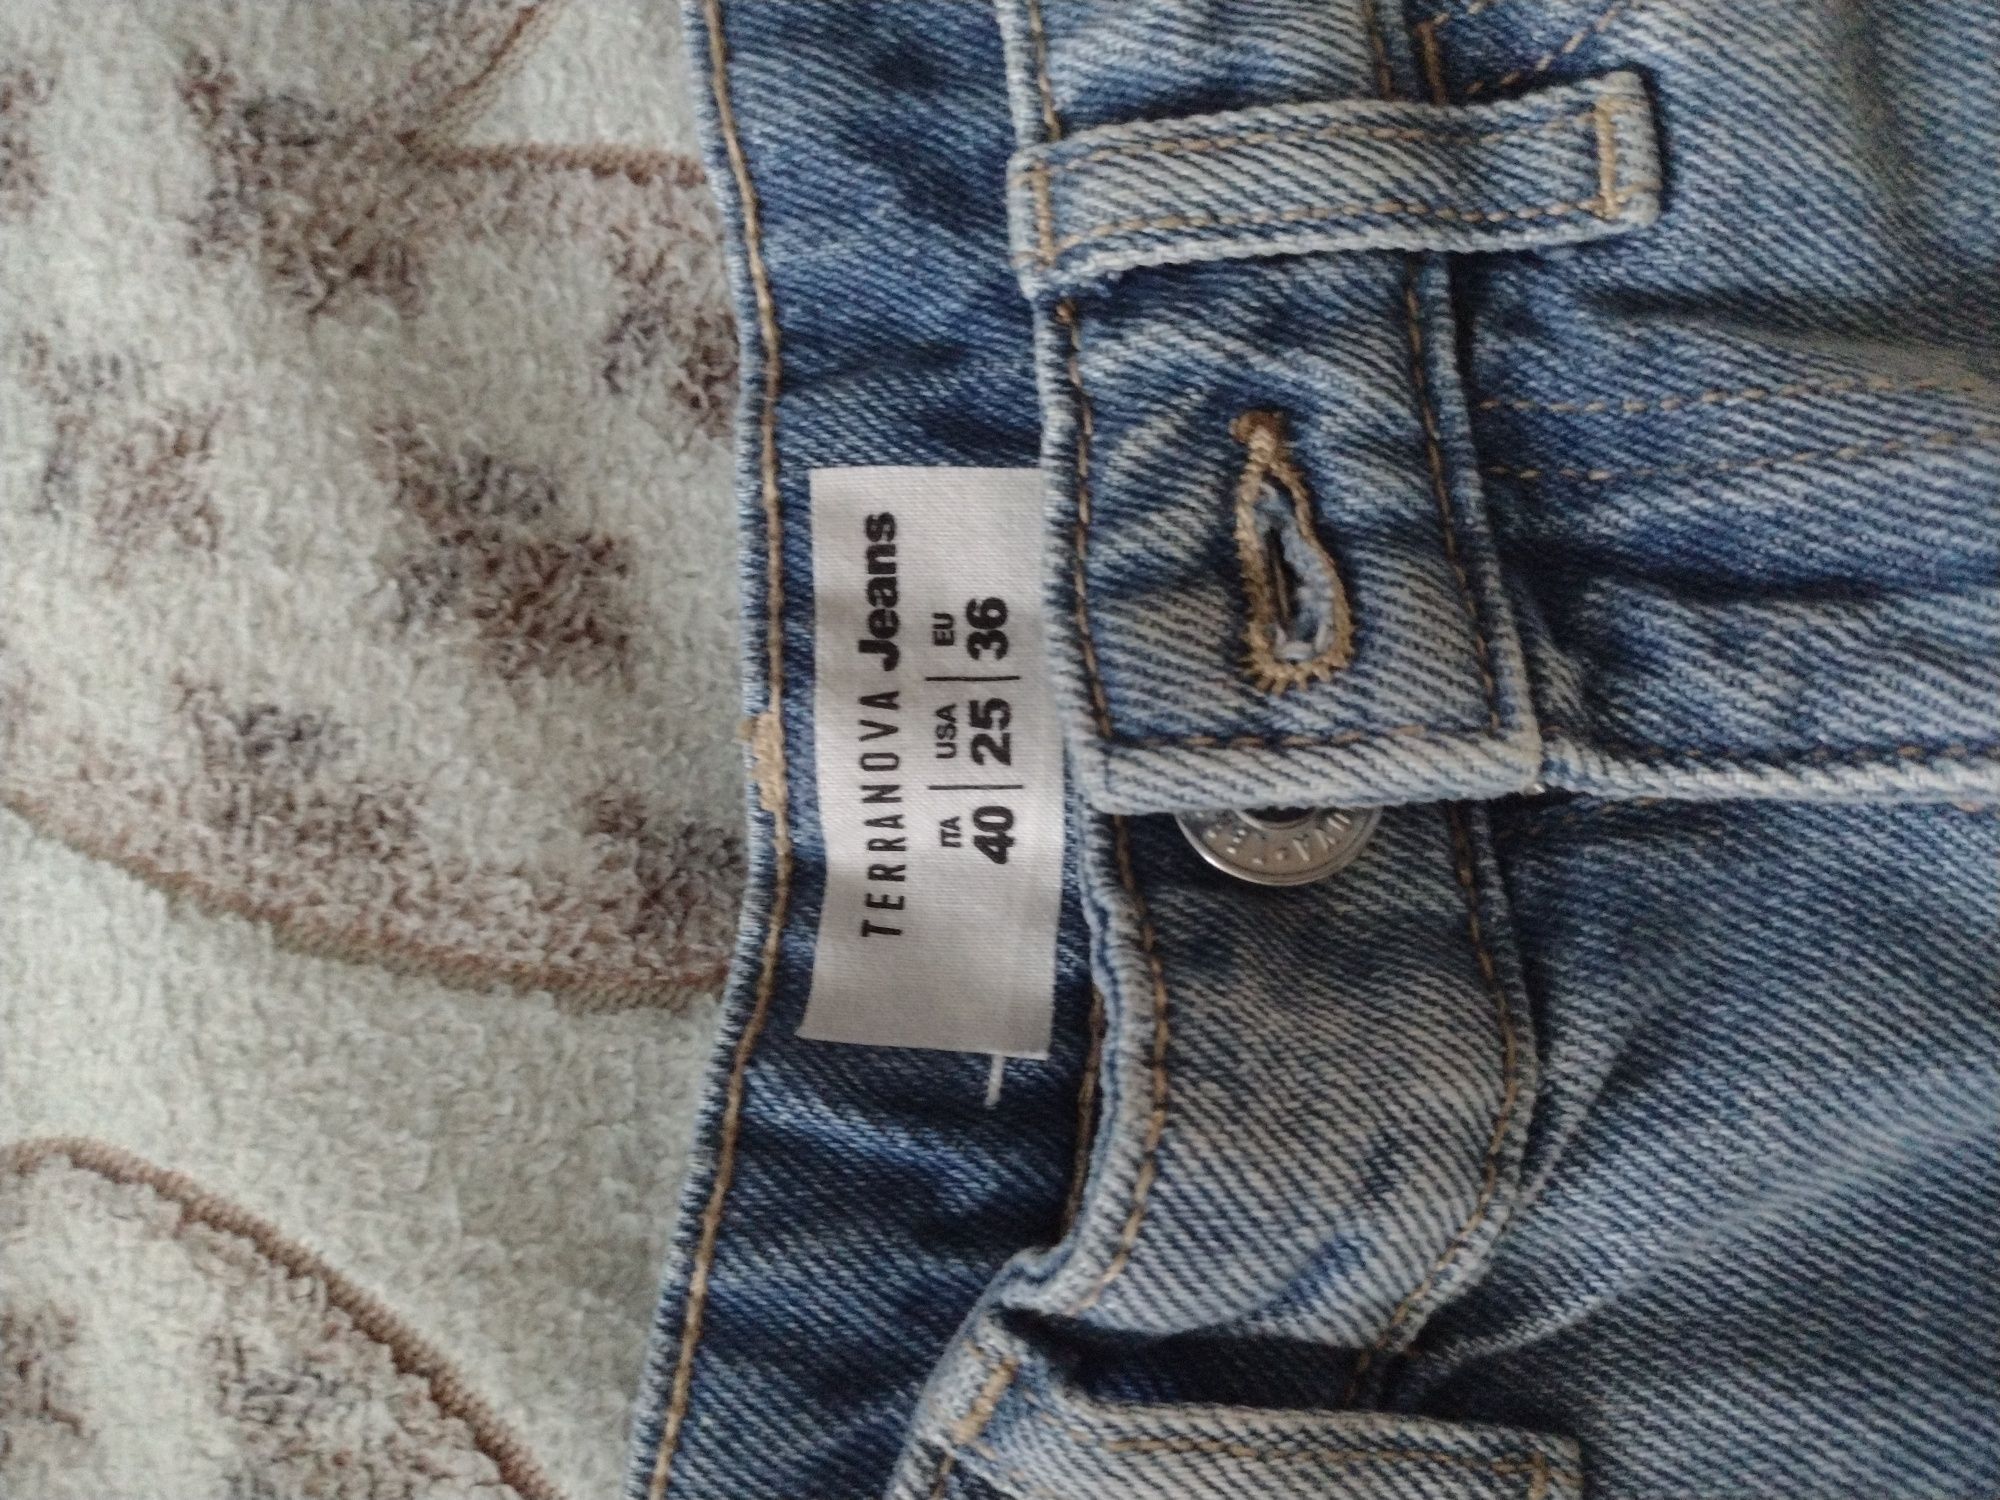 TERRANOVA Jeans
ITA USA EU
40 25 36